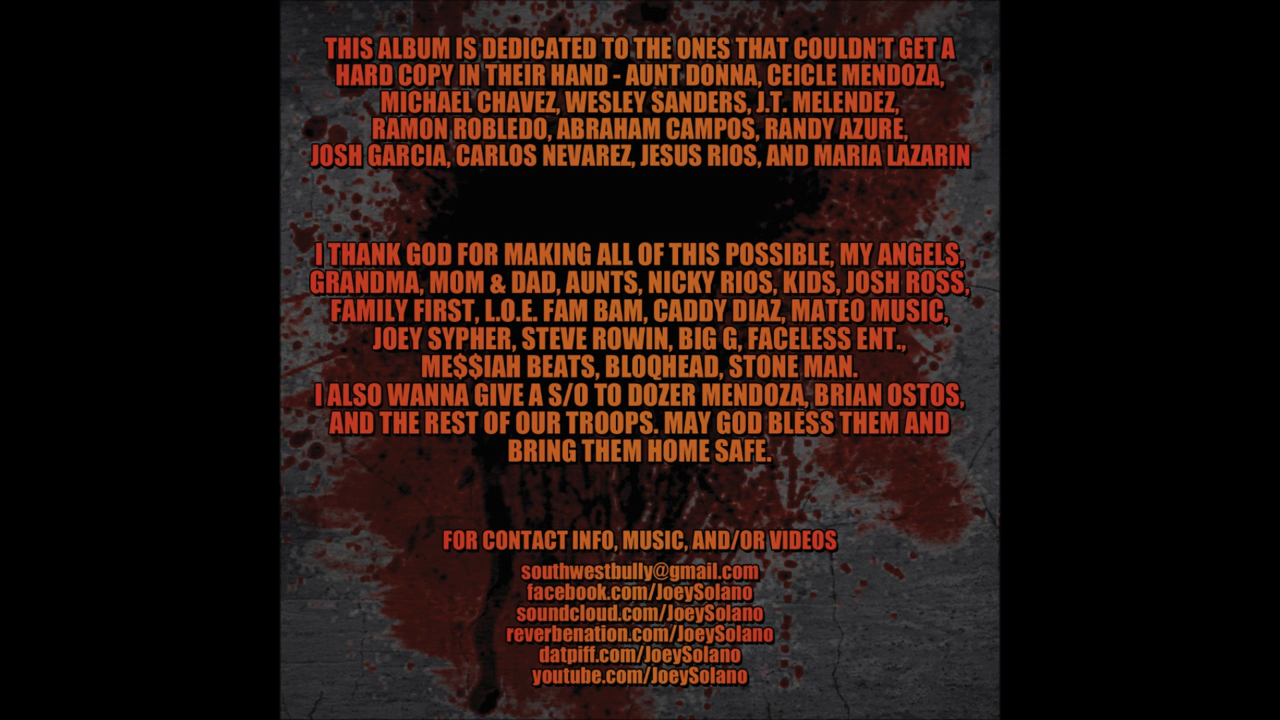 THIS ALBUM IS DEDICATED TO THE ONES THAT COULDN'T GET A
HARD COPY IN THEIR HAND - AUNT DONNA, CEICLE MENDOZA,
MICHAEL CHAVEZ, WESLEY SANDERS, J.T. MELENDEZ,
RAMON ROBLEDO, ABRAHAM CAMPOS, RANDY AZURE,
JOSH GARCIA, CARLOS NEVAREZ, JESUS RIOS, AND MARIA LAZARIN
I THANK GOD FOR MAKING ALL OF THIS POSSIBLE, MY ANGELS,
GRANDMA, MOM & DAD, AUNTS, NICKY RIOS, KIDS, JOSH ROSS,
FAMILY FIRST, L.O.E. FAM BAM, CADDY DIAZ, MATEO MUSIC,
JOEY SYPHER, STEVE ROWIN, BIG G, FACELESS ENT.,
ME$$IAH BEATS, BLOQHEAD, STONE MAN.
I ALSO WANNA GIVE A S/O TO DOZER MENDOZA, BRIAN OSTOS,
AND THE REST OF OUR TROOPS. MAY GOD BLESS THEM AND
BRING THEM HOME SAFE.
FOR CONTACT INFO, MUSIC, AND/OR VIDEOS
southwestbully@gmail.com
facebook.com/JoeySolano
soundcloud.com/JoeySolano
reverbenation.com/JoeySolano
datpiff.com/JoeySolano
youtube.com/JoeySolano